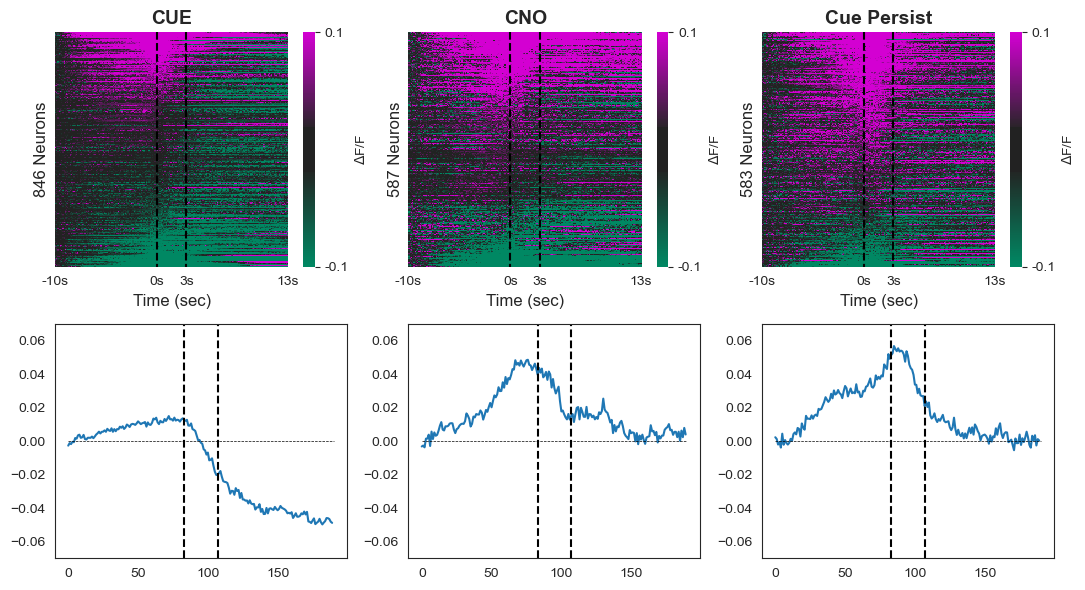 CUE
0.1
846 Neurons
ΔF/F
-0.1
-10s 0s 3s 13s
Time (sec)
CNO
0.1
587 Neurons
ΔF/F
-0.1
-10s 0s 3s 13s
Time (sec)
Cue Persist
0.1
583 Neurons
ΔF/F
-0.1
-10s 0s 3s 13s
Time (sec)
0.06
0.04
0.02
0.00
−0.02
−0.04
−0.06
0 50 100 150
0.06
0.04
0.02
0.00
−0.02
−0.04
−0.06
0 50 100 150
0.06
0.04
0.02
0.00
−0.02
−0.04
−0.06
0 50 100 150